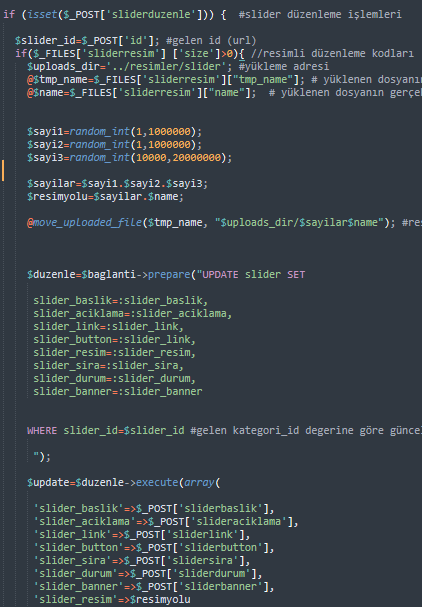 if (isset($_POST['sliderduzenle'])) {  #slider düzenleme işlemleri
$slider_id=$_POST['id']; #gelen id (url)
if($_FILES['sliderresim'] ['size']>0){ //resimli düzenleme kodları
$uploads_dir='../resimler/slider'; #yükleme adresi
@$tmp_name=$_FILES['sliderresim']["tmp_name"]; # yüklenen dosyanın
@$name=$_FILES['sliderresim']["name"];  # yüklenen dosyanın gerçek
$sayi1=random_int(1,1000000);
$sayi2=random_int(1,1000000);
$sayi3=random_int(10000,20000000);
$sayilar=$sayi1.$sayi2.$sayi3;
$resimyolu=$sayilar.$name;
@move_uploaded_file($tmp_name, "$uploads_dir/$sayilar$name"); #res
$duzenle=$baglanti->prepare("UPDATE slider SET
slider_baslik=:slider_baslik,
slider_aciklama=:slider_aciklama,
slider_link=:slider_link,
slider_button=:slider_link,
slider_resim=:slider_resim,
slider_sira=:slider_sira,
slider_durum=:slider_durum,
slider_banner=:slider_banner
WHERE slider_id=$slider_id #gelen kategori_id degerine göre güncel
");
$update=$duzenle->execute(array(
'slider_baslik'=>$_POST['sliderbaslik'],
'slider_aciklama'=>$_POST['slideraciklama'],
'slider_link'=>$_POST['sliderlink'],
'slider_button'=>$_POST['sliderbutton'],
'slider_sira'=>$_POST['slidersira'],
'slider_durum'=>$_POST['sliderdurum'],
'slider_banner'=>$_POST['sliderbanner'],
'slider_resim'=>$resimyolu